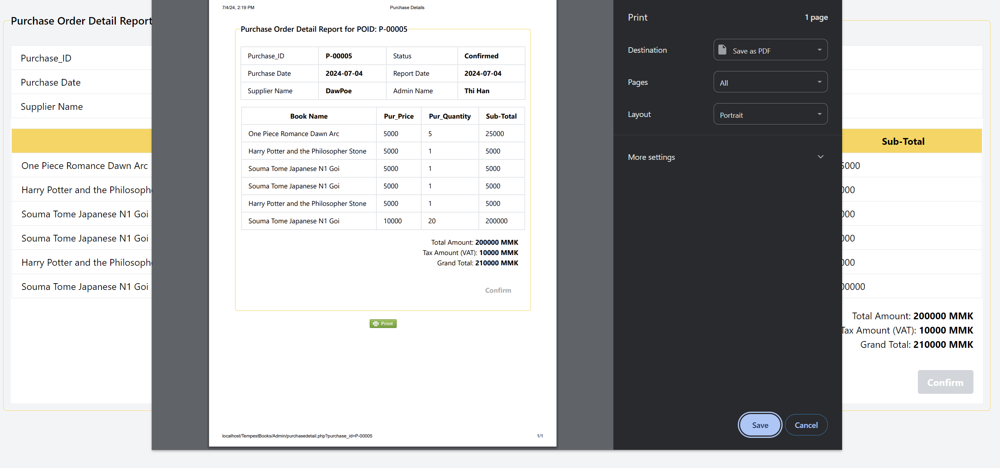 7/4/24, 2:19 PM Purchase Details
Purchase Order Detail Report for POID: P-00005
Purchase_ID P-00005 Status Confirmed
Purchase Date 2024-07-04 Report Date 2024-07-04
Supplier Name DawPoe Admin Name Thi Han
Book Name Pur_Price Pur_Quantity Sub-Total
One Piece Romance Dawn Arc 5000 5 25000
Harry Potter and the Philosopher Stone 5000 1 5000
Souma Tome Japanese N1 Goi 5000 1 5000
Souma Tome Japanese N1 Goi 5000 1 5000
Harry Potter and the Philosopher Stone 5000 1 5000
Souma Tome Japanese N1 Goi 10000 20 200000
Total Amount: 200000 MMK
Tax Amount (VAT): 10000 MMK
Grand Total: 210000 MMK
Confirm
Print
localhost/TempestBooks/Admin/purchasedetail.php?purchase_id=P-00005 1/1
Print 1 page
Destination Save as PDF
Pages All
Layout Portrait
More settings
Save Cancel
Purchase Order Detail Report
Purchase_ID
Purchase Date
Supplier Name
Sub-Total
One Piece Romance Dawn Arc
Harry Potter and the
Souma Tome Japanese N1 Goi
Souma Tome Japanese N1 Goi
Harry Potter and the
Souma Tome Japanese N1 Goi
Total Amount: 200000 MMK
Tax Amount (VAT): 10000 MMK
Grand Total: 210000 MMK
Confirm